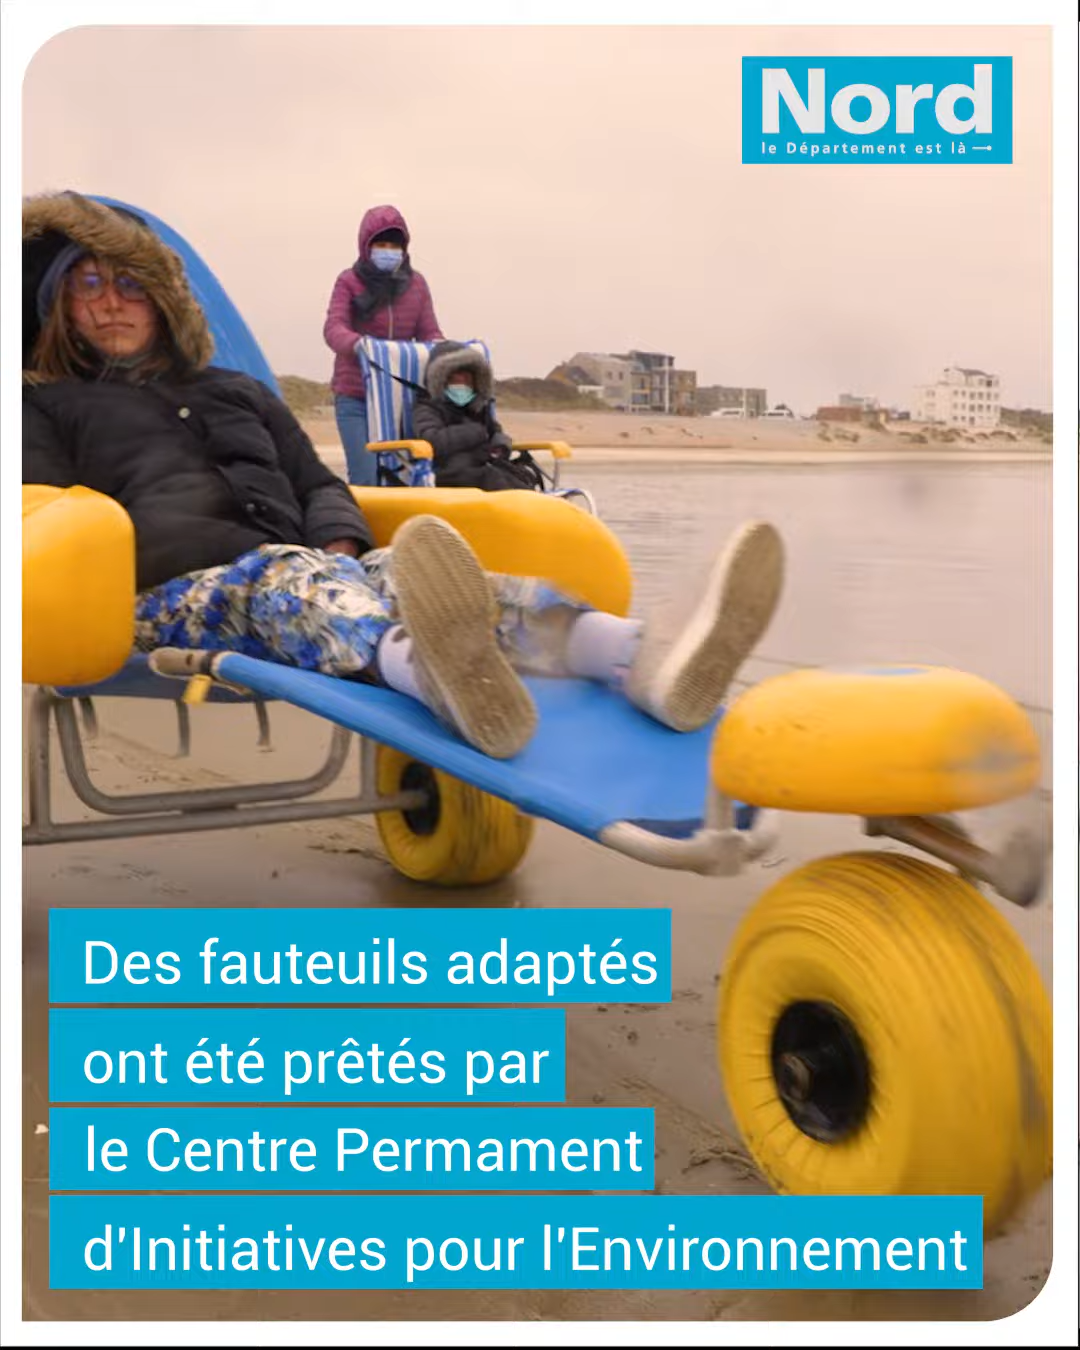 Nord
le Département est là
Des fauteuils adaptés
ont été prêtés par
le Centre Permament
d'Initiatives pour l'Environnement